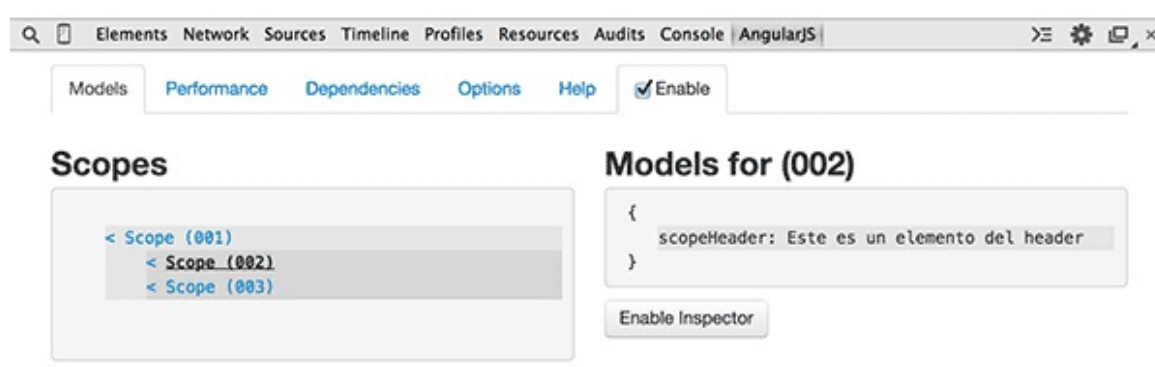 Elements Network Sources Timeline Profiles Resources Audits Console AngularJS
Models Performance Dependencies Options Help Enable
Scopes
< Scope (001)
< Scope (002)
< Scope (003)
Models for (002)
{
scopeHeader: Este es un elemento del header
}
Enable Inspector